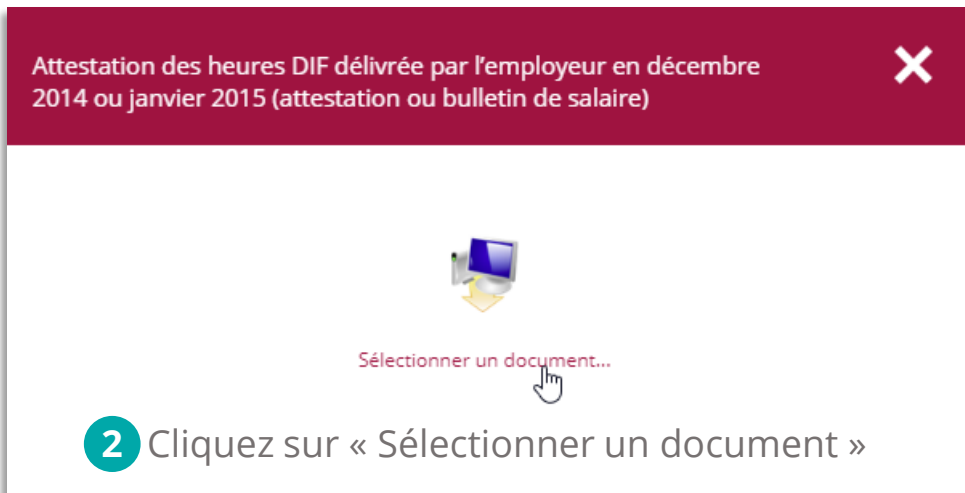 Attestation des heures DIF délivrée par l'employeur en décembre
2014 ou janvier 2015 (attestation ou bulletin de salaire)
Sélectionner un document...
2 Cliquez sur « Sélectionner un document »